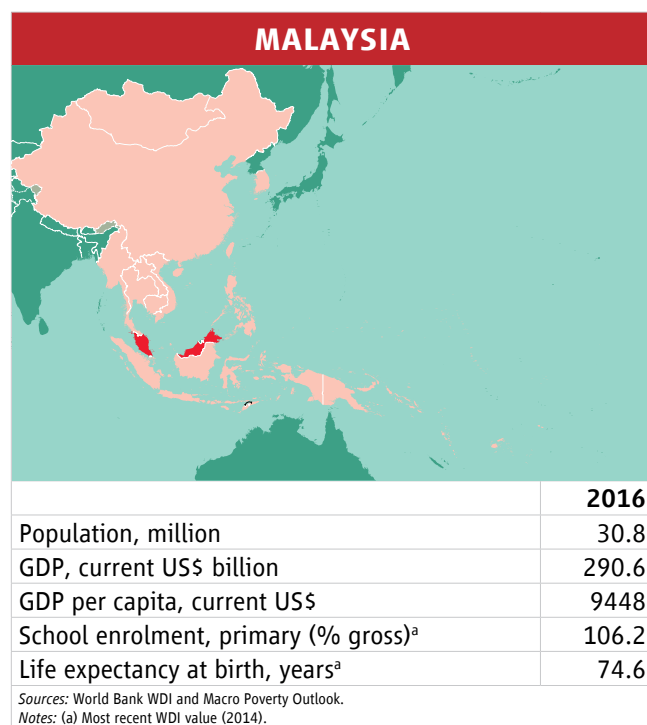 MALAYSIA
2016
Population, million 30.8
GDP, current US$ billion 290.6
GDP per capita, current US$ 9448
School enrolment, primary (% gross)ᵃ 106.2
Life expectancy at birth, yearsᵃ 74.6
Sources: World Bank WDI and Macro Poverty Outlook.
Notes: (a) Most recent WDI value (2014).